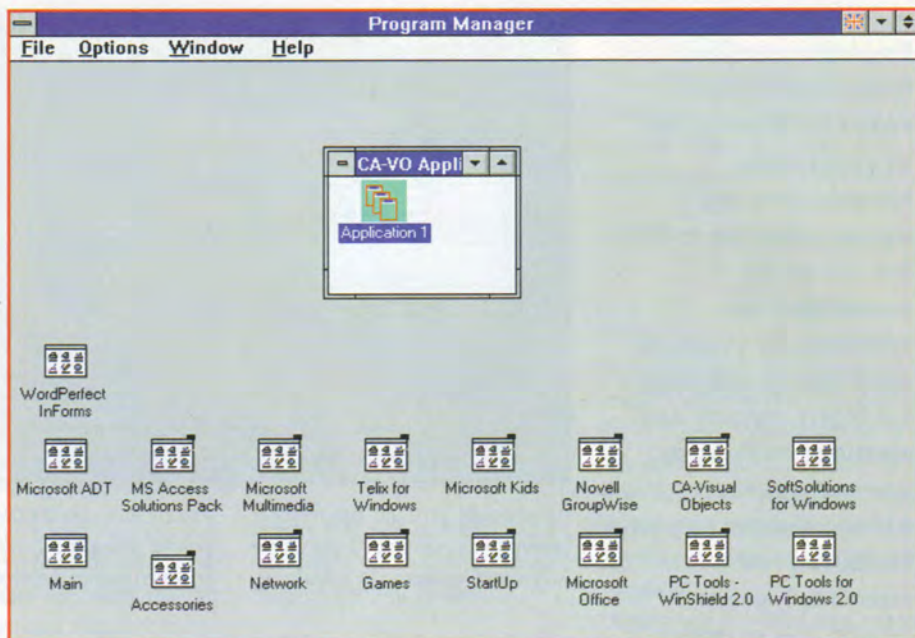 Program Manager
File Options Window Help
CA-VO Appli
Application 1
WordPerfect
InForms
Microsoft ADT
MS Access
Solutions Pack
Microsoft
Multimedia
Telix for
Windows
Microsoft Kids
Novell
GroupWise
CA-Visual
Objects
SoftSolutions
for Windows
Main
Accessories
Network
Games
StartUp
Microsoft
Office
PC Tools -
WinShield 2.0
PC Tools for
Windows 2.0